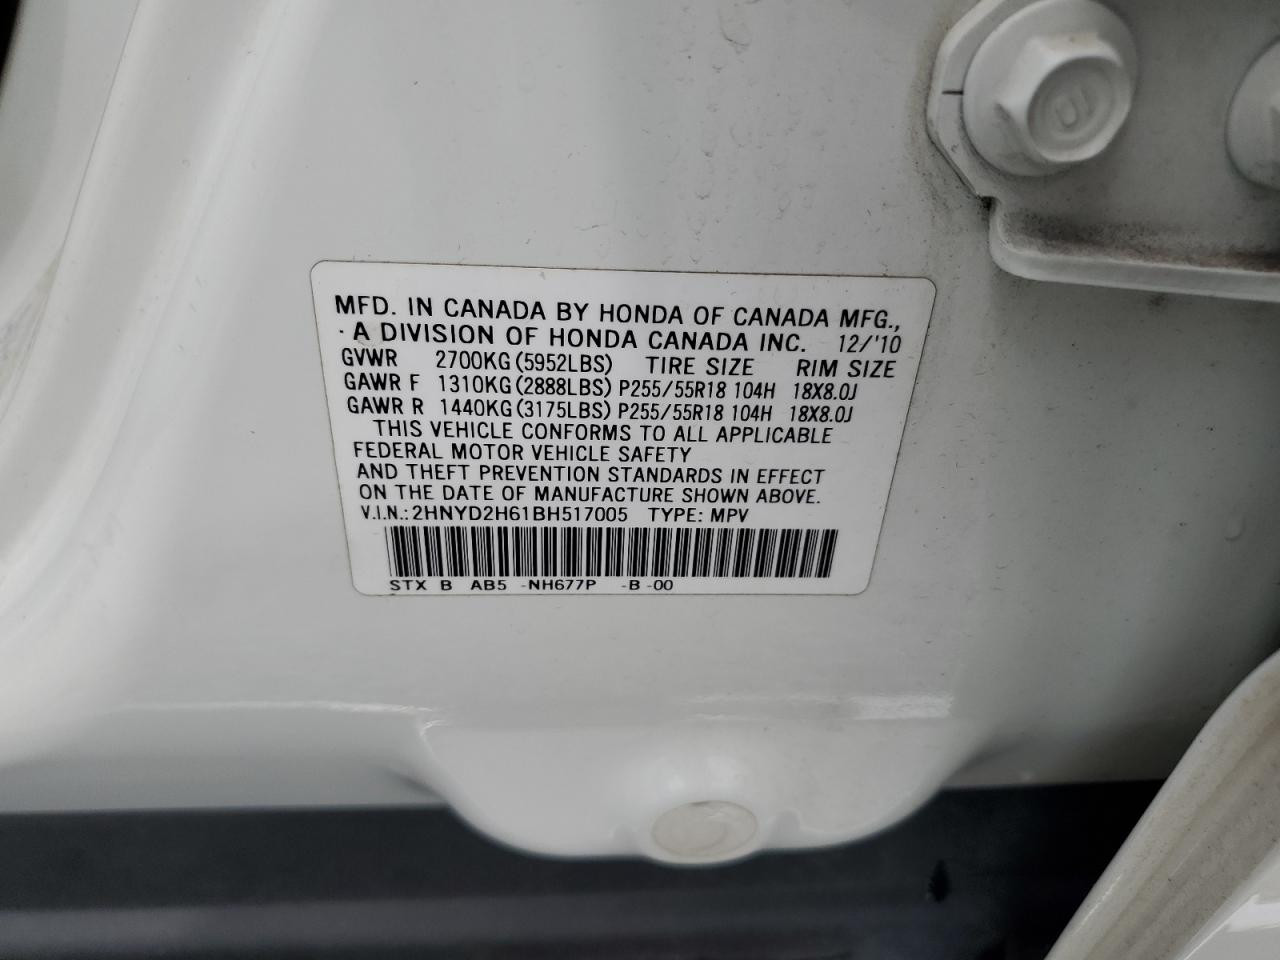 MFD. IN CANADA BY HONDA OF CANADA MFG.,
A DIVISION OF HONDA CANADA INC. 12/'10
GVWR 2700KG (5952LBS) TIRE SIZE RIM SIZE
GAWR F 1310KG (2888LBS) P255/55R18 104H 18X8.0J
GAWR R 1440KG (3175LBS) P255/55R18 104H 18X8.0J
THIS VEHICLE CONFORMS TO ALL APPLICABLE
FEDERAL MOTOR VEHICLE SAFETY
AND THEFT PREVENTION STANDARDS IN EFFECT
ON THE DATE OF MANUFACTURE SHOWN ABOVE.
V.I.N.: 2HNYD2H61BH517005 TYPE: MPV
STX B AB5 -NH677P -B -00